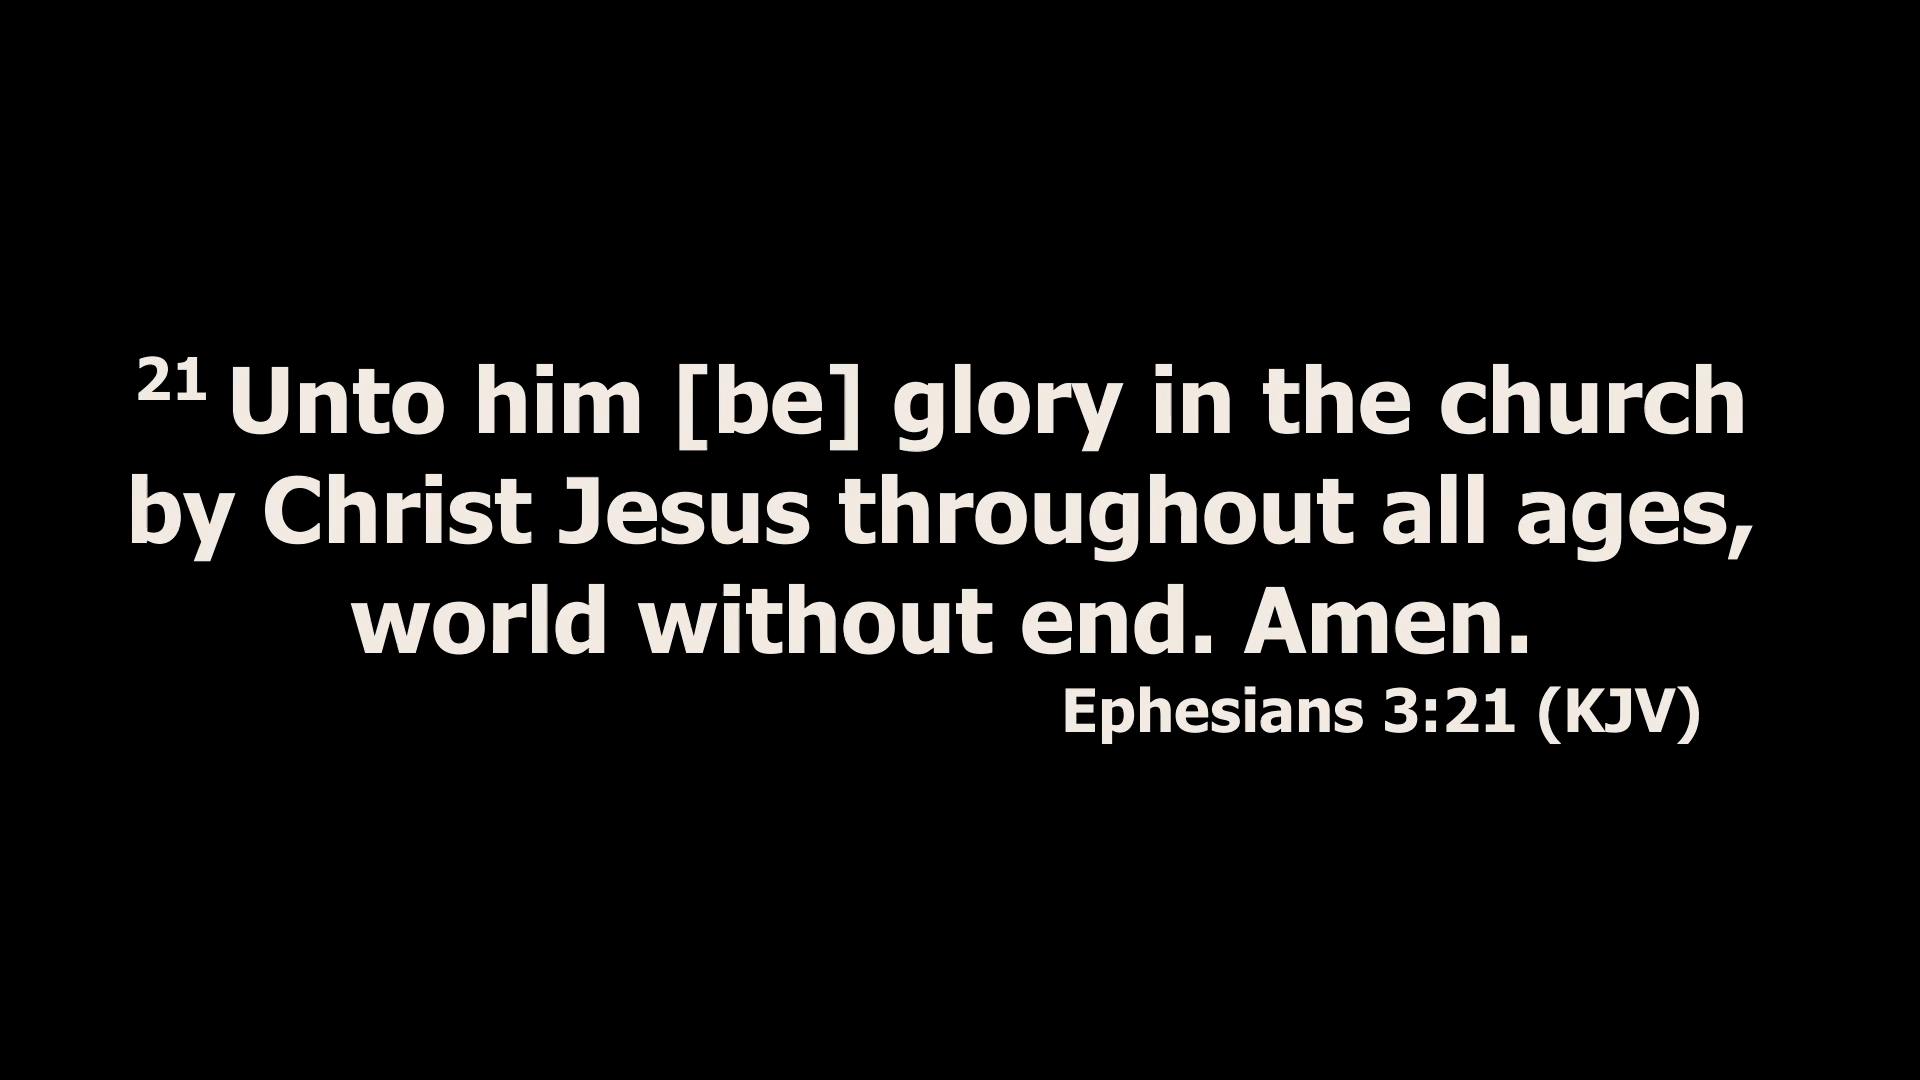 21 Unto him [be] glory in the church
by Christ Jesus throughout all ages,
world without end. Amen.
Ephesians 3:21 (KJV)